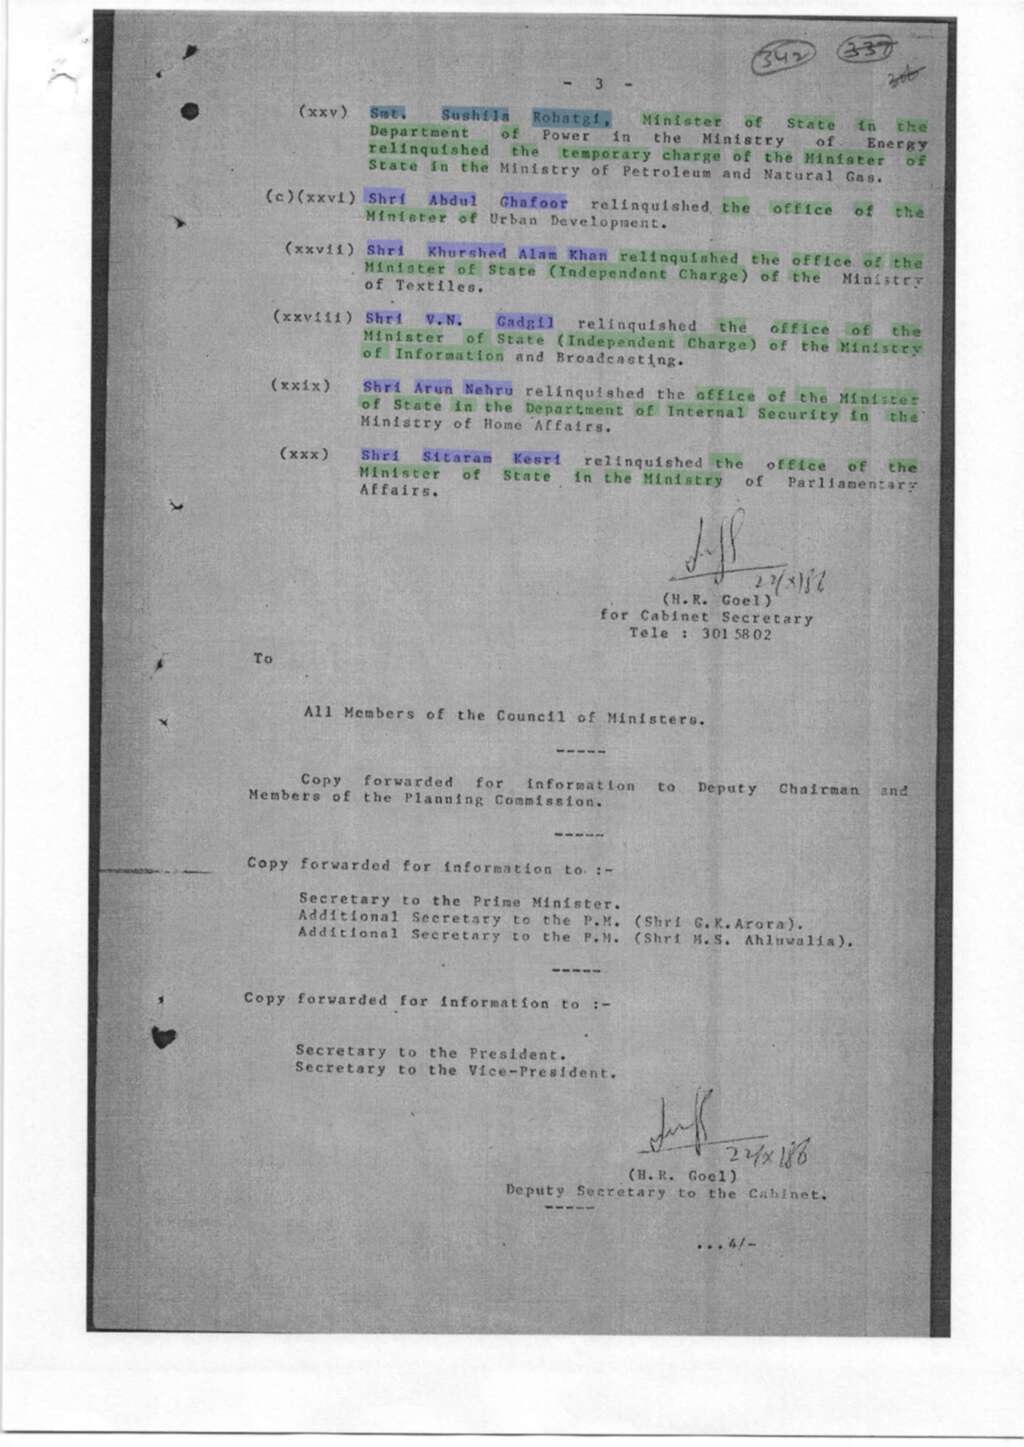 342 337
306
- 3 -
(xxv) Smt. Sushila Rohatgi, Minister of State in the
Department of Power in the Ministry of Energy
relinquished the temporary charge of the Minister of
State in the Ministry of Petroleum and Natural Gas.
(c)(xxvi) Shri Abdul Ghafoor relinquished the office of the
Minister of Urban Development.
(xxvii) Shri Khurshed Alam Khan relinquished the office of the
Minister of State (Independent Charge) of the Ministry
of Textiles.
(xxviii) Shri V.N. Gadgil relinquished the office of the
Minister of State (Independent Charge) of the Ministry
of Information and Broadcasting.
(xxix) Shri Arun Nehru relinquished the office of the Minister
of State in the Department of Internal Security in the
Ministry of Home Affairs.
(xxx) Shri Sitaram Kesri relinquished the office of the
Minister of State in the Ministry of Parliamentary
Affairs.
22/X/86
(H.R. Goel)
for Cabinet Secretary
Tele : 3015802
To
All Members of the Council of Ministers.
-----
Copy forwarded for information to Deputy Chairman and
Members of the Planning Commission.
-----
Copy forwarded for information to :-
Secretary to the Prime Minister.
Additional Secretary to the P.M. (Shri G.K.Arora).
Additional Secretary to the P.M. (Shri M.S. Ahluwalia).
-----
Copy forwarded for information to :-
Secretary to the President.
Secretary to the Vice-President.
22/X/86
(H.R. Goel)
Deputy Secretary to the Cabinet.
-----
...4/-